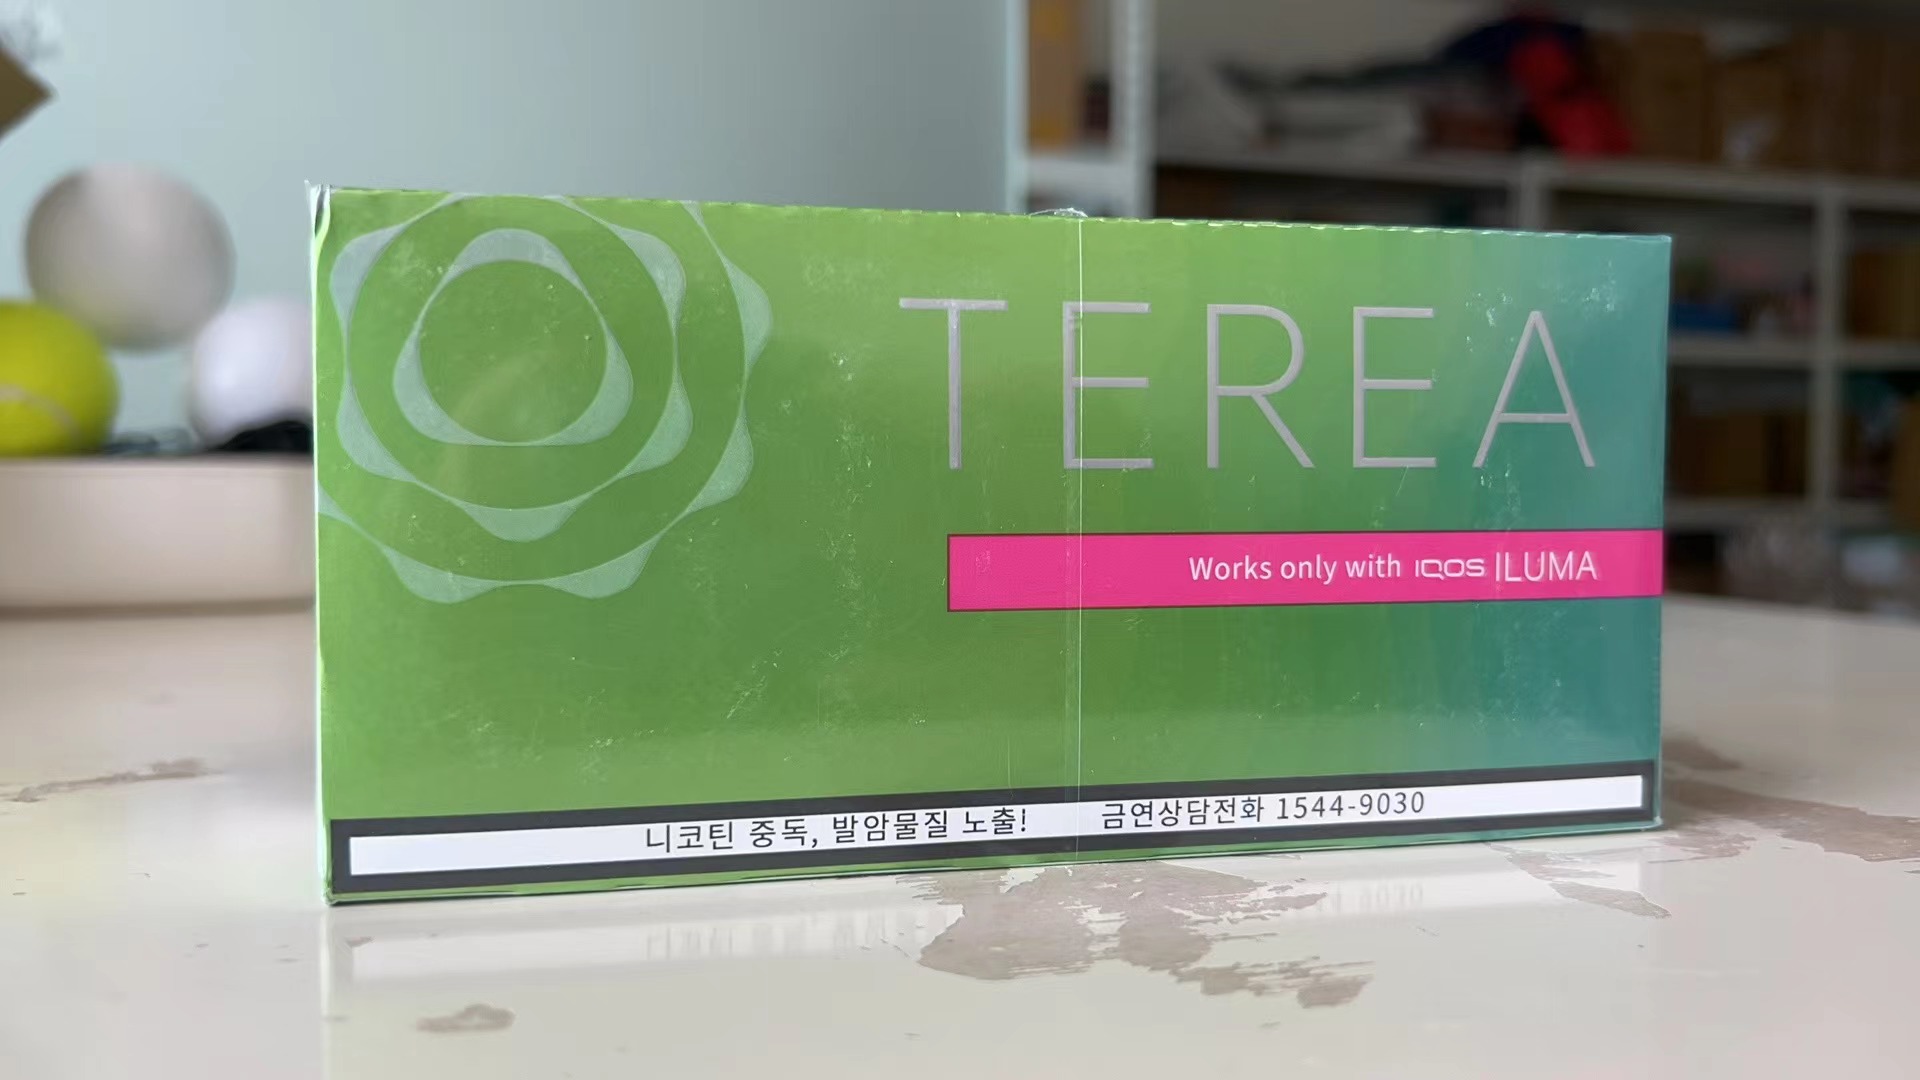 TEREA
Works only with IQOS ILUMA
니코틴 중독, 발암물질 노출! 금연상담전화 1544-9030